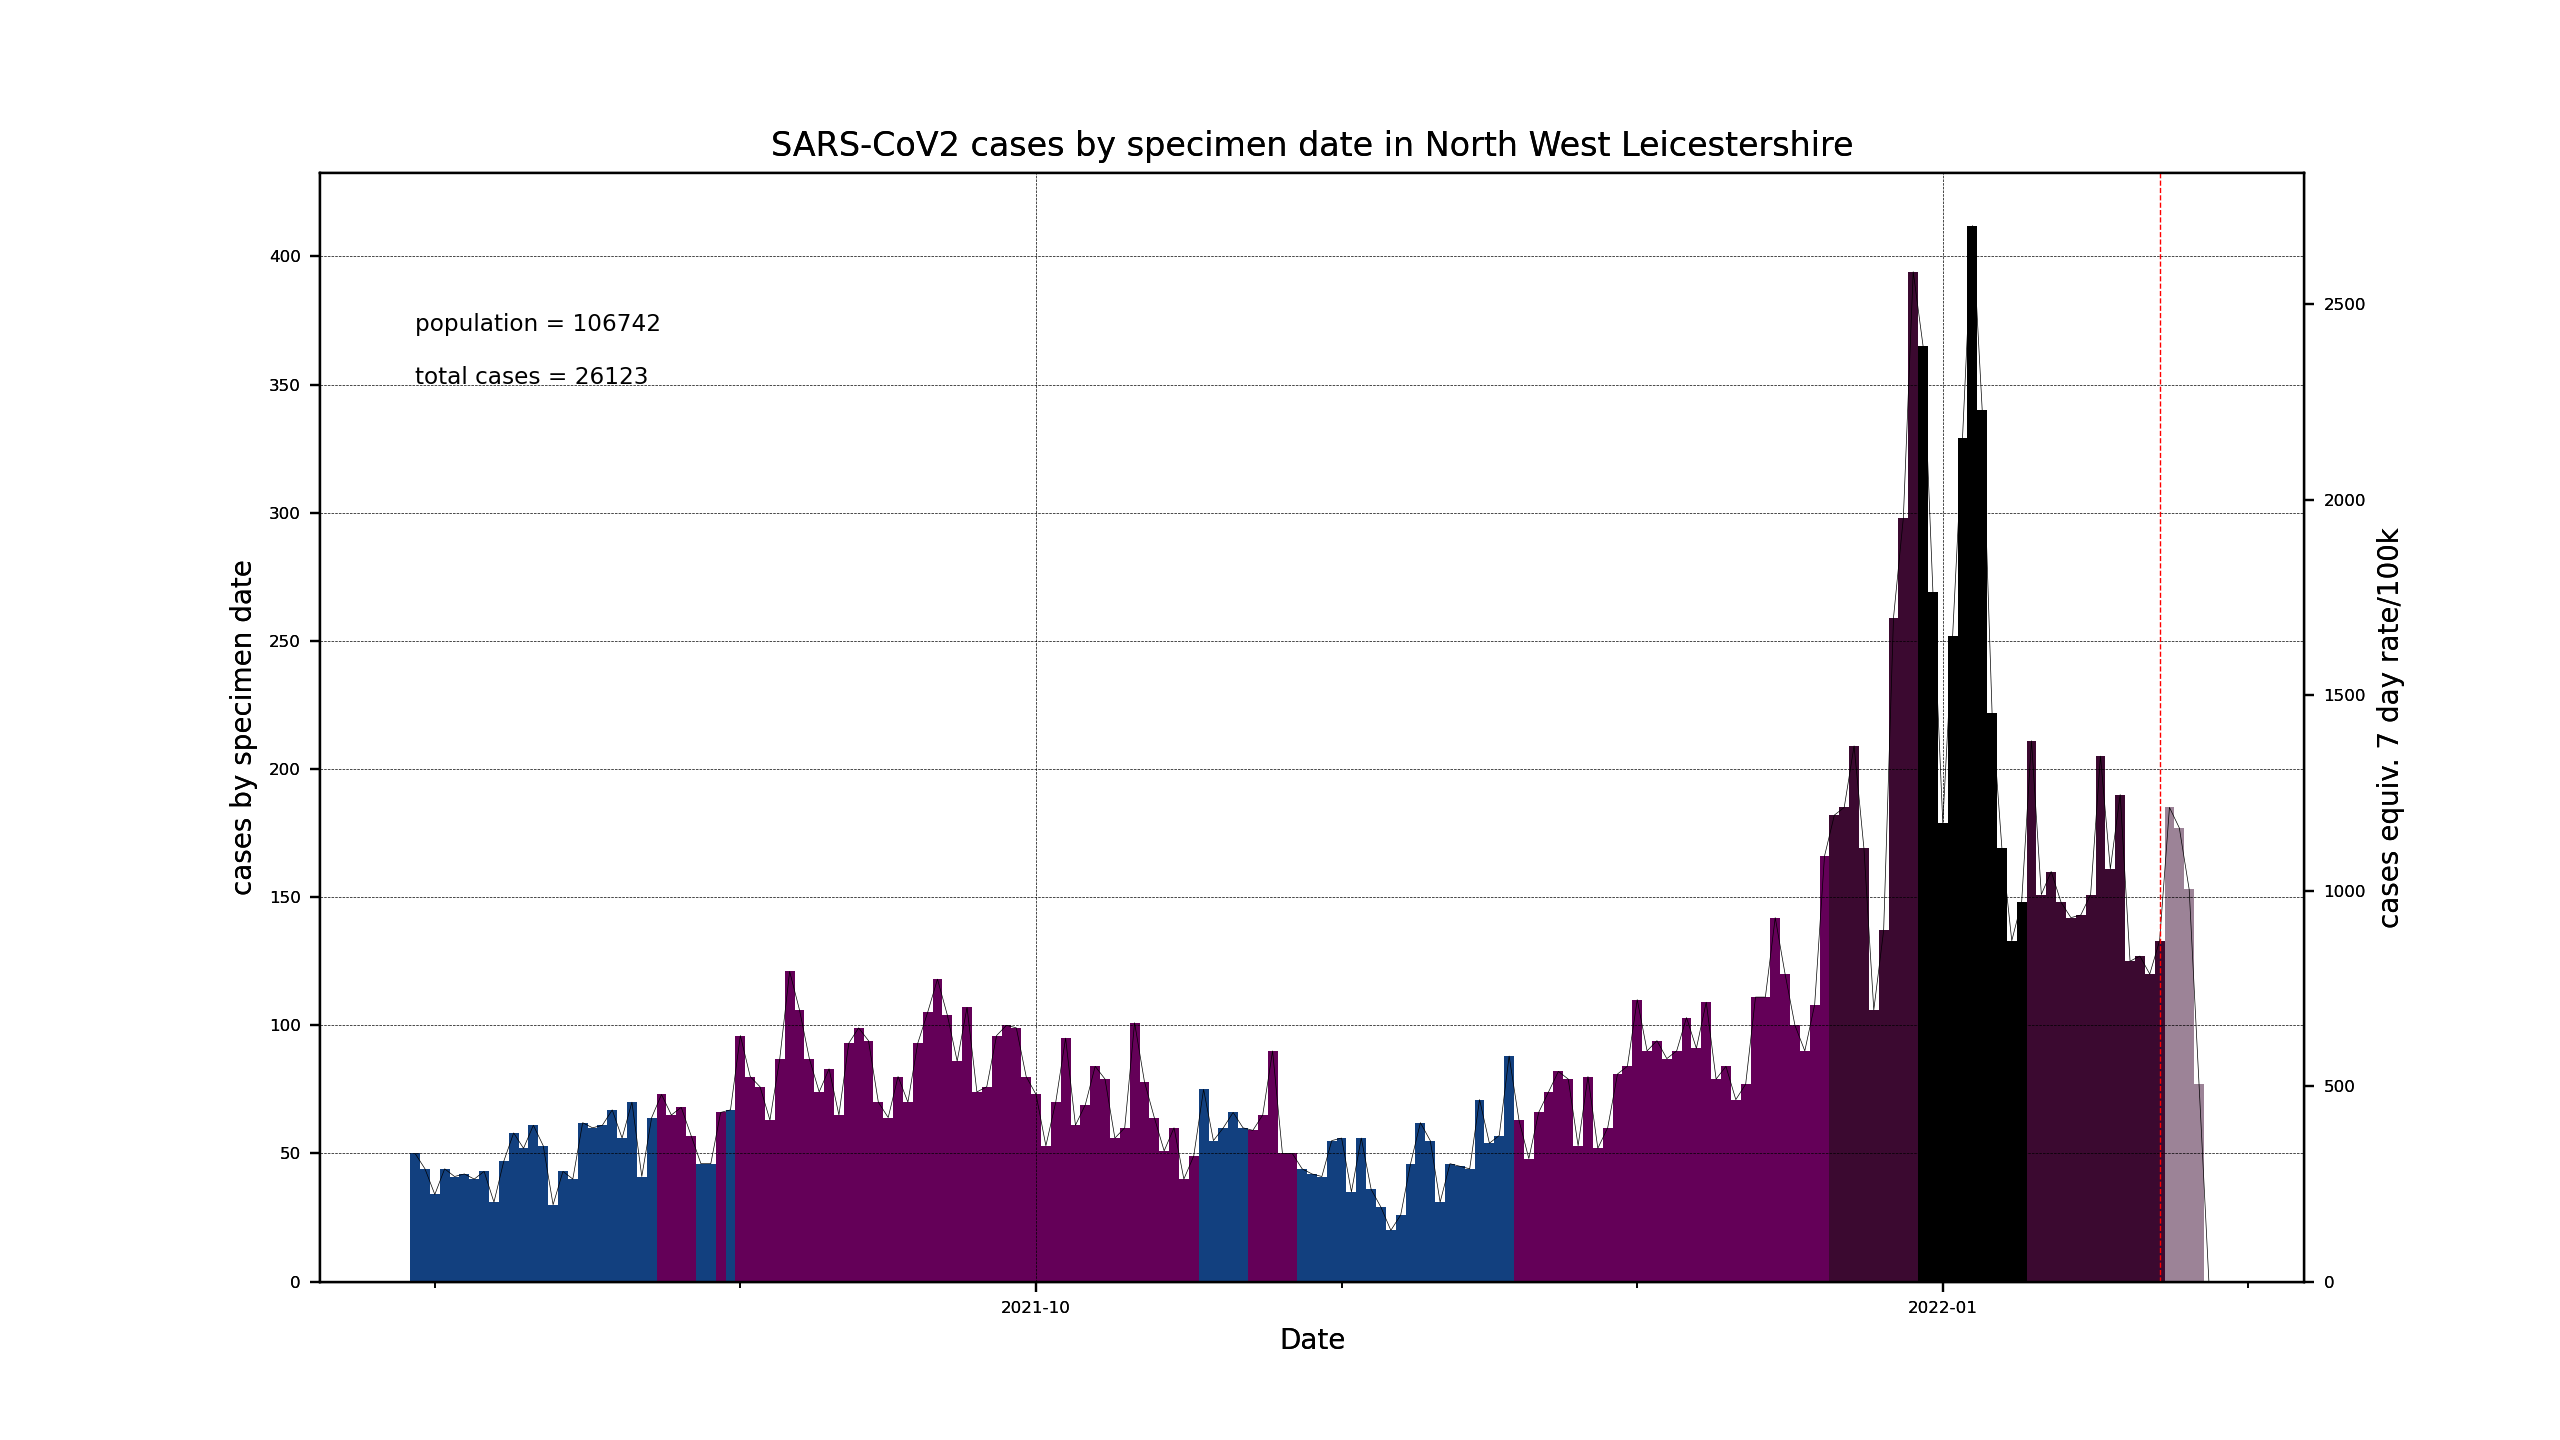 SARS-CoV2 cases by specimen date in North West Leicestershire
population = 106742
total cases = 26123
cases by specimen date
400
350
300
250
200
150
100
50
0
2500
2000
1500
1000
500
0
cases equiv. 7 day rate/100k
2021-10
2022-01
Date